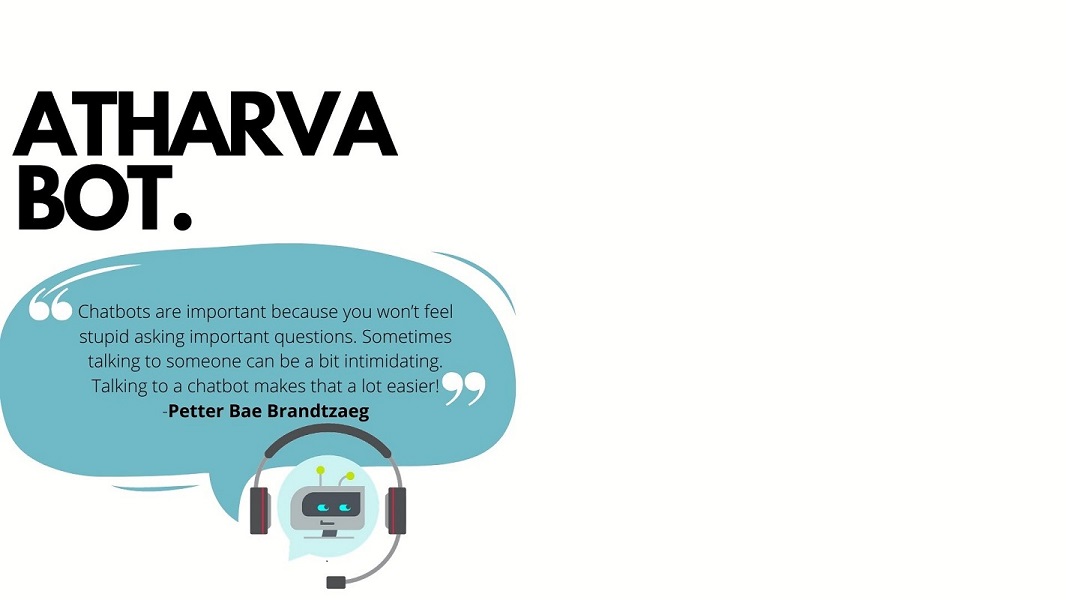 ATHARVA
BOT.
“Chatbots are important because you won’t feel
stupid asking important questions. Sometimes
talking to someone can be a bit intimidating.
Talking to a chatbot makes that a lot easier!”
-Petter Bae Brandtzaeg